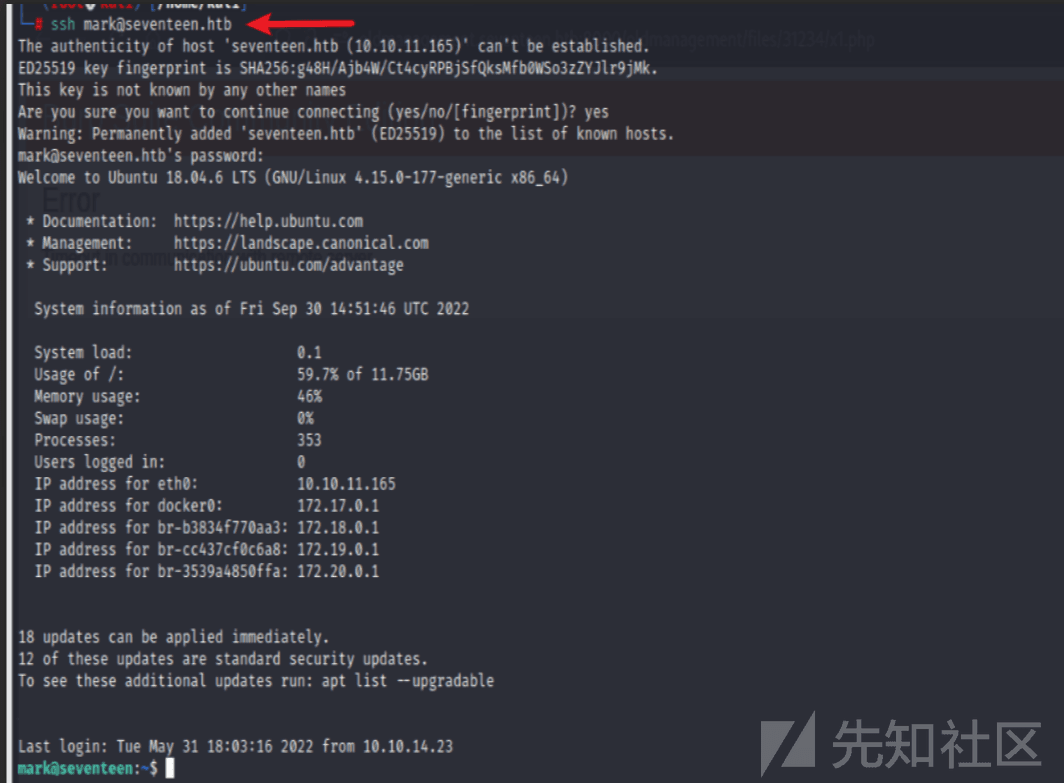 (root💀kali)-[/home/kali]
└─# ssh mark@seventeen.htb
The authenticity of host 'seventeen.htb (10.10.11.165)' can't be established.
management/files/31234/x1.php
ED25519 key fingerprint is SHA256:g48H/Ajb4W/Ct4cyRPBjSfQksMfb0WSo3zZYJlr9jMk.
This key is not known by any other names
Are you sure you want to continue connecting (yes/no/[fingerprint])? yes
Warning: Permanently added 'seventeen.htb' (ED25519) to the list of known hosts.
mark@seventeen.htb's password:
Welcome to Ubuntu 18.04.6 LTS (GNU/Linux 4.15.0-177-generic x86_64)
Error
* Documentation:  https://help.ubuntu.com
* Management:     https://landscape.canonical.com
* Support:        https://ubuntu.com/advantage
System information as of Fri Sep 30 14:51:46 UTC 2022
System load:                      0.1
Usage of /:                       59.7% of 11.75GB
Memory usage:                     46%
Swap usage:                       0%
Processes:                        353
Users logged in:                  0
IP address for eth0:              10.10.11.165
IP address for docker0:           172.17.0.1
IP address for br-b3834f770aa3: 172.18.0.1
IP address for br-cc437cf0c6a8: 172.19.0.1
IP address for br-3539a4850ffa: 172.20.0.1
18 updates can be applied immediately.
12 of these updates are standard security updates.
To see these additional updates run: apt list --upgradable
Last login: Tue May 31 18:03:16 2022 from 10.10.14.23
mark@seventeen:~$
先知社区